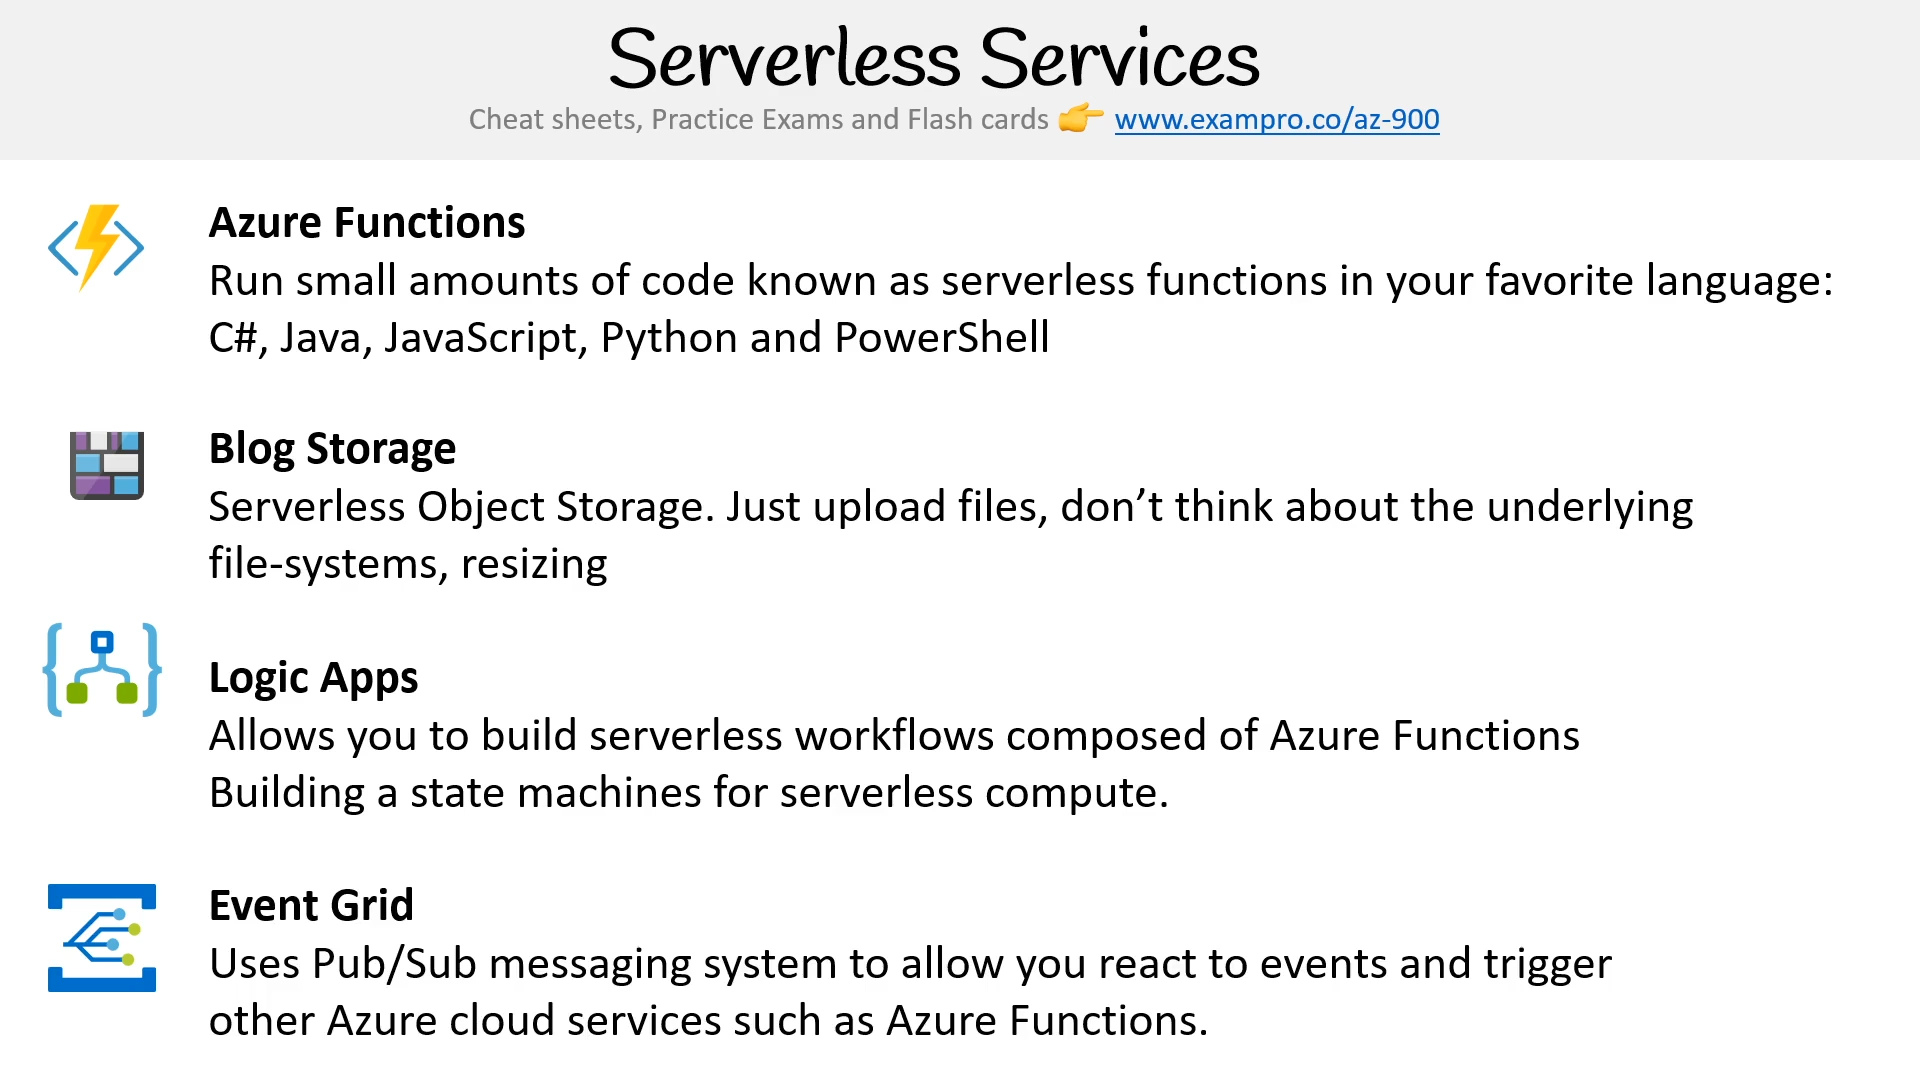 Serverless Services
Cheat sheets, Practice Exams and Flash cards 👉 www.exampro.co/az-900
Azure Functions
Run small amounts of code known as serverless functions in your favorite language:
C#, Java, JavaScript, Python and PowerShell
Blog Storage
Serverless Object Storage. Just upload files, don’t think about the underlying
file-systems, resizing
Logic Apps
Allows you to build serverless workflows composed of Azure Functions
Building a state machines for serverless compute.
Event Grid
Uses Pub/Sub messaging system to allow you react to events and trigger
other Azure cloud services such as Azure Functions.